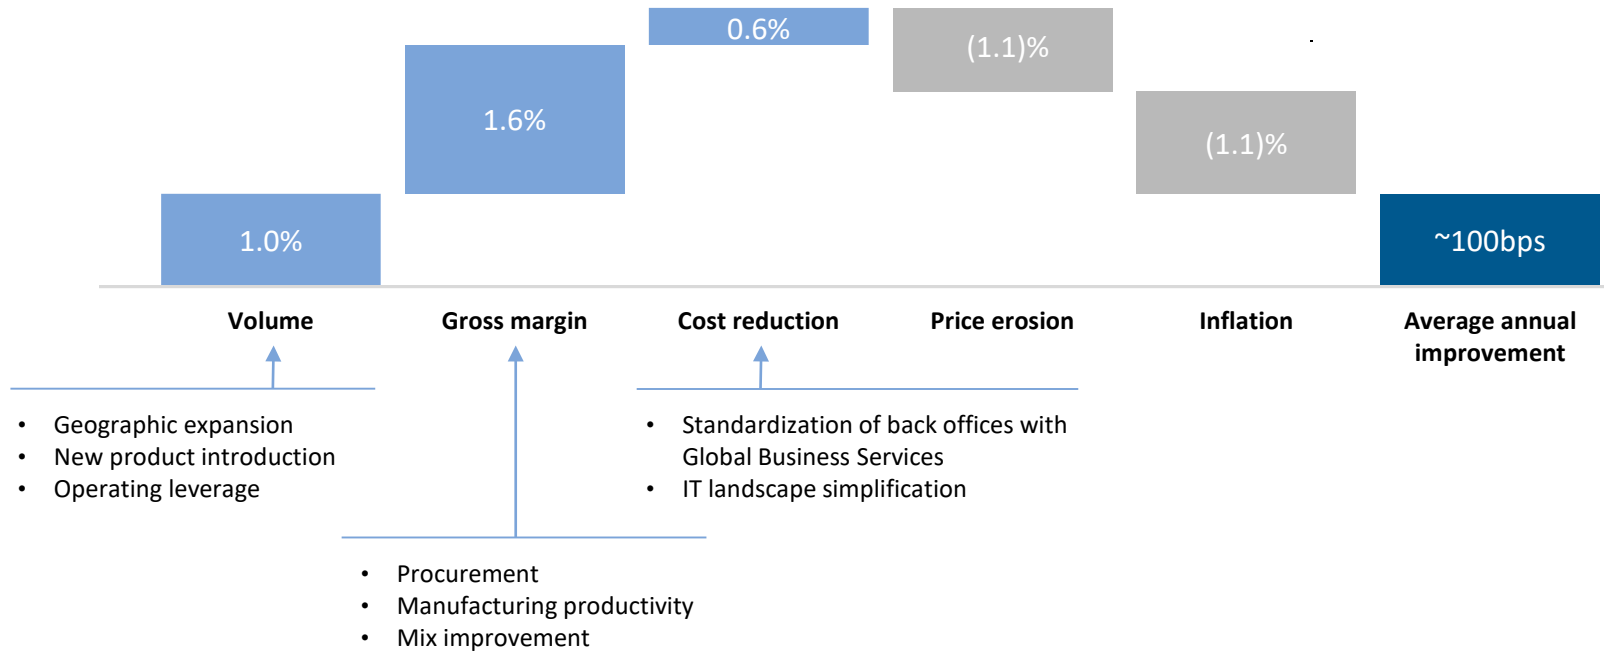 0.6%
(1.1)%
1.6%
(1.1)%
1.0%
~100bps
Volume
Gross margin
Cost reduction
Price erosion
Inflation
Average annual
improvement
• Geographic expansion
• New product introduction
• Operating leverage
• Standardization of back offices with
Global Business Services
• IT landscape simplification
• Procurement
• Manufacturing productivity
• Mix improvement